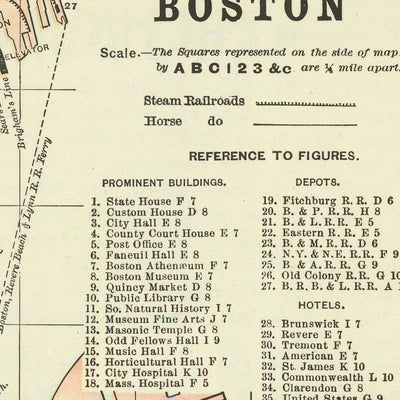 BOSTON
27
ELEVATOR
Scale.—The Squares represented on the side of map
by A B C 1 2 3 &c. are ¼ mile apart.
Steam Railroads
Horse do
Brigham's Line
Boston, Revere Beach & Lynn R. R. Ferry
REFERENCE TO FIGURES.
PROMINENT BUILDINGS.
1. State House F 7
2. Custom House D 8
3. City Hall E 8
4. County Court House E 7
5. Post Office E 8
6. Faneuil Hall E 8
7. Boston Athenæum F 7
8. Boston Museum E 7
9. Quincy Market D 8
10. Public Library G 8
11. So. Natural History I 7
12. Museum Fine Arts J 7
13. Masonic Temple G 8
14. Odd Fellows Hall I 9
15. Music Hall F 8
16. Horticultural Hall F 7
17. City Hospital K 10
18. Mass. Hospital F 5
DEPOTS.
19. Fitchburg R. R. D 6
20. B. & P. R. R. H 8
21. B. & L. R. R. E 5
22. Eastern R. R. E 5
23. B. & M. R. R. D 6
24. N.Y. & N.E. R.R. F 9
25. B. & A. R.R. G 9
26. Old Colony R.R. G 10
27. B. R. B. & L. R.R. A
HOTELS.
28. Brunswick I 7
29. Revere E 7
30. Tremont F 7
31. American E 7
32. St. James K 10
33. Commonwealth L 10
34. Clarendon G 8
35. United States G 9